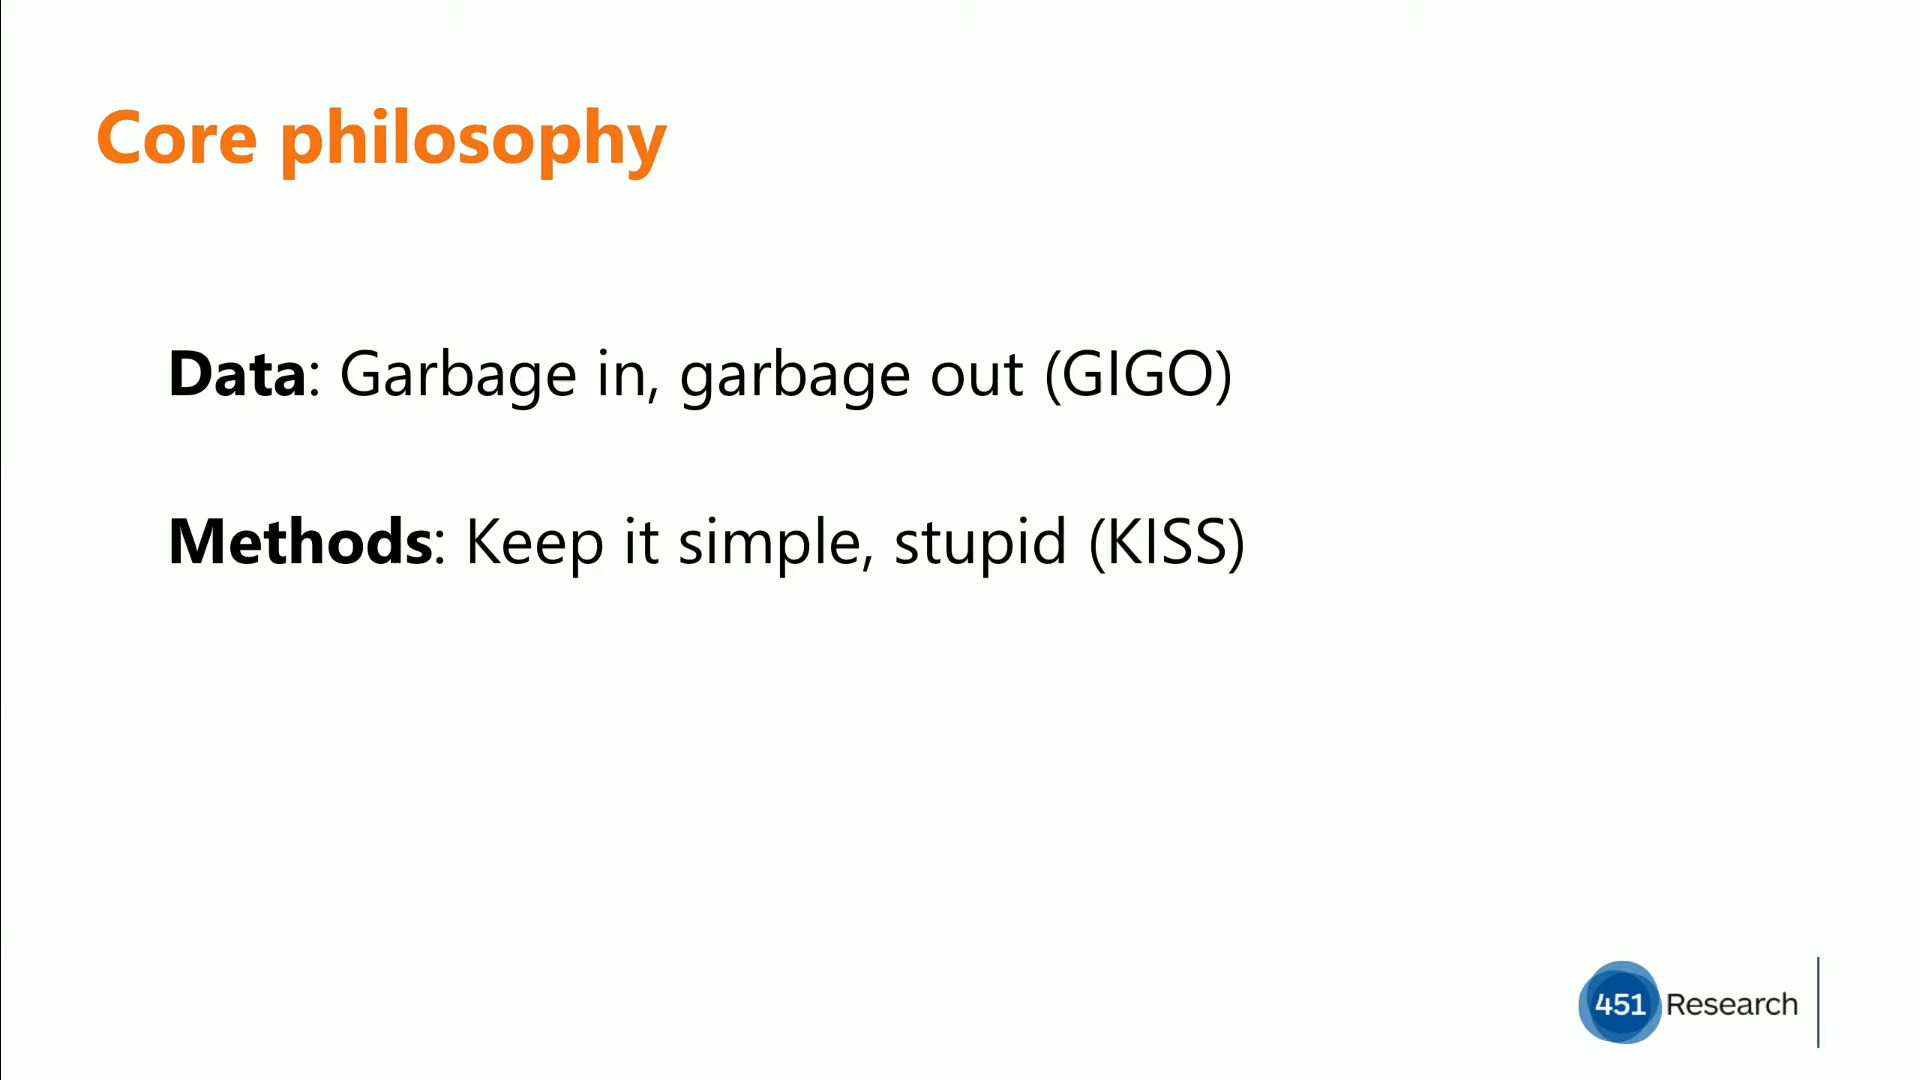 Core philosophy
Data: Garbage in, garbage out (GIGO)
Methods: Keep it simple, stupid (KISS)
451 Research